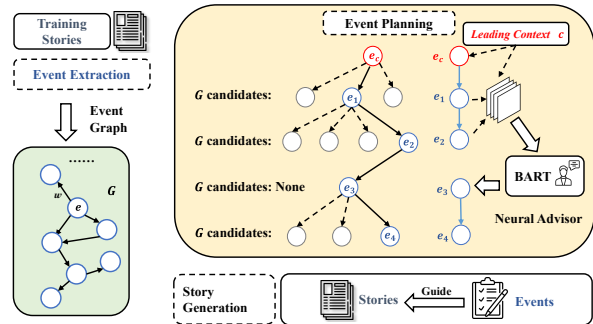 Training
Stories
Event Extraction
Event
Graph
......
G
w
e
Event Planning
Leading Context c
e_c
e_c
G candidates:
e_1
e_1
G candidates:
e_2
e_2
BART
G candidates: None
e_3
e_3
Neural Advisor
G candidates:
e_4
e_4
Story
Generation
Stories
Guide
Events